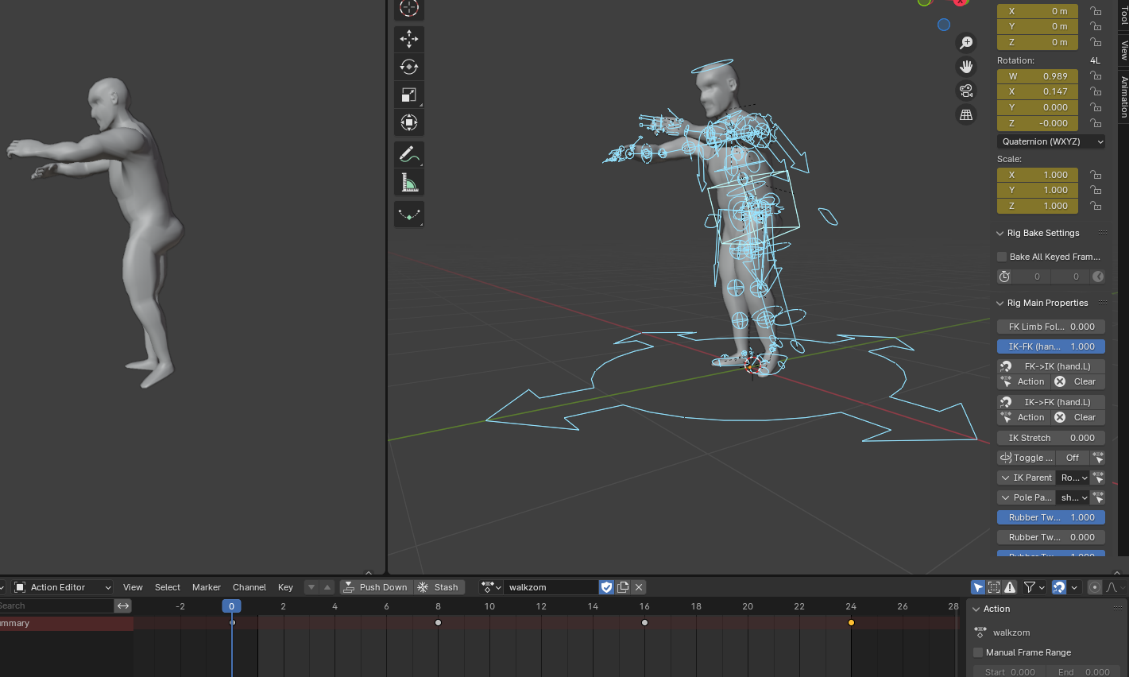 X 0 m
Y 0 m
Z 0 m
Rotation: 4L
W 0.989
X 0.147
Y 0.000
Z -0.000
Quaternion (WXYZ)
Scale:
X 1.000
Y 1.000
Z 1.000
Rig Bake Settings
Bake All Keyed Fram...
0 0
Rig Main Properties
FK Limb Fol... 0.000
IK-FK (han... 1.000
FK->IK (hand.L)
Action Clear
IK->FK (hand.L)
Action Clear
IK Stretch 0.000
Toggle ... Off
IK Parent Ro...
Pole Pa... sh...
Rubber Tw... 1.000
Rubber Tw... 0.000
Rubber Tw... 1.000
Tool
View
Animation
Action Editor View Select Marker Channel Key Push Down Stash walkzom
Search -2 0 2 4 6 8 10 12 14 16 18 20 22 24 26 28
mmary
Action
walkzom
Manual Frame Range
Start 0.000 End 0.000